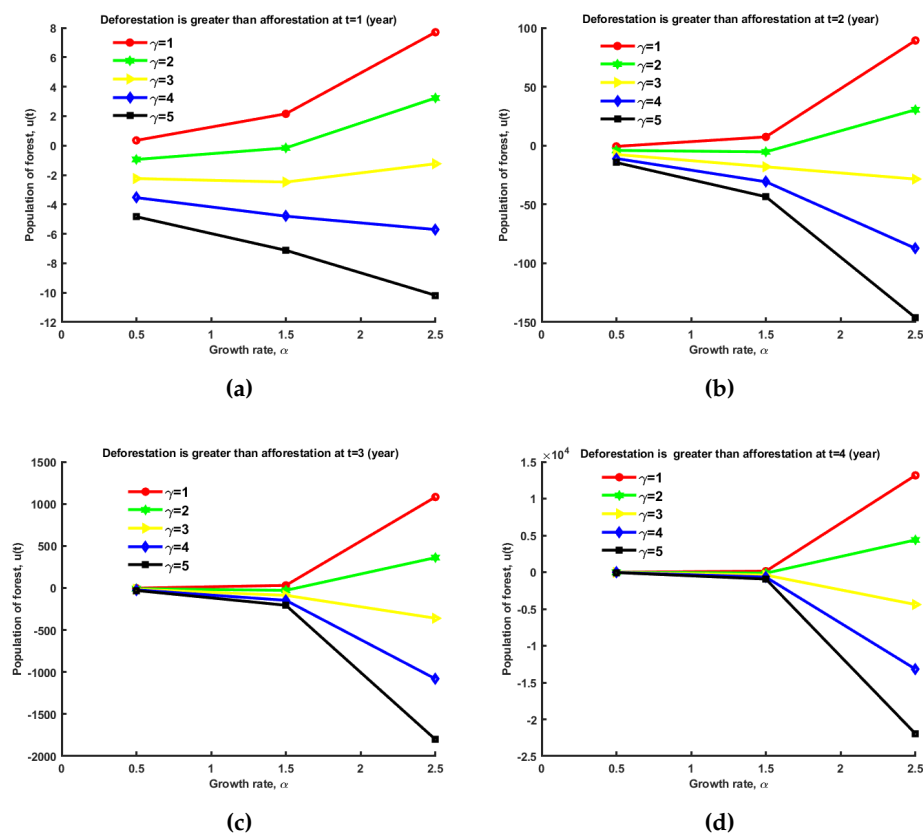 Deforestation is greater than afforestation at t=1 (year)
8
6
4
2
0
-2
-4
-6
-8
-10
-12
Population of forest, u(t)
γ=1
γ=2
γ=3
γ=4
γ=5
0 0.5 1 1.5 2 2.5
Growth rate, α
(a)
Deforestation is greater than afforestation at t=2 (year)
100
50
0
-50
-100
-150
Population of forest, u(t)
γ=1
γ=2
γ=3
γ=4
γ=5
0 0.5 1 1.5 2 2.5
Growth rate, α
(b)
Deforestation is greater than afforestation at t=3 (year)
1500
1000
500
0
-500
-1000
-1500
-2000
Population of forest, u(t)
γ=1
γ=2
γ=3
γ=4
γ=5
0 0.5 1 1.5 2 2.5
Growth rate, α
(c)
Deforestation is greater than afforestation at t=4 (year)
×10⁴
1.5
1
0.5
0
-0.5
-1
-1.5
-2
-2.5
Population of forest, u(t)
γ=1
γ=2
γ=3
γ=4
γ=5
0 0.5 1 1.5 2 2.5
Growth rate, α
(d)